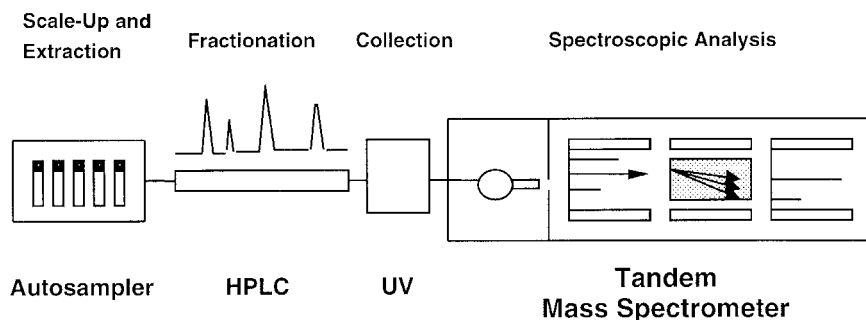 Scale-Up and
Extraction
Fractionation
Collection
Spectroscopic Analysis
Autosampler
HPLC
UV
Tandem
Mass Spectrometer